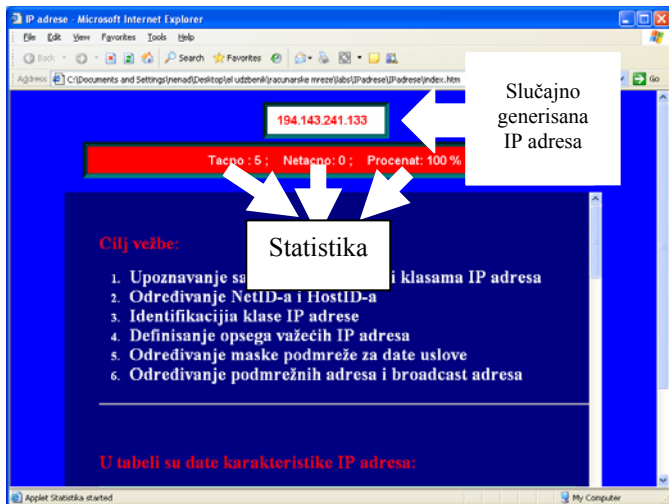 IP adrese - Microsoft Internet Explorer
File Edit View Favorites Tools Help
Back Search Favorites
Address C:\Documents and Settings\nenad\Desktop\el udzbenik\racunarske mreze\labs\IPadrese\IPadrese\index.htm Go
Slučajno
generisana
IP adresa
194.143.241.133
Tacno : 5 ; Netacno: 0 ; Procenat: 100 %
Statistika
Cilj vežbe:
1. Upoznavanje sa i klasama IP adresa
2. Određivanje NetID-a i HostID-a
3. Identifikacijia klase IP adrese
4. Definisanje opsega važećih IP adresa
5. Određivanje maske podmreže za date uslove
6. Određivanje podmrežnih adresa i broadcast adresa
U tabeli su date karakteristike IP adresa:
Applet Statistika started My Computer